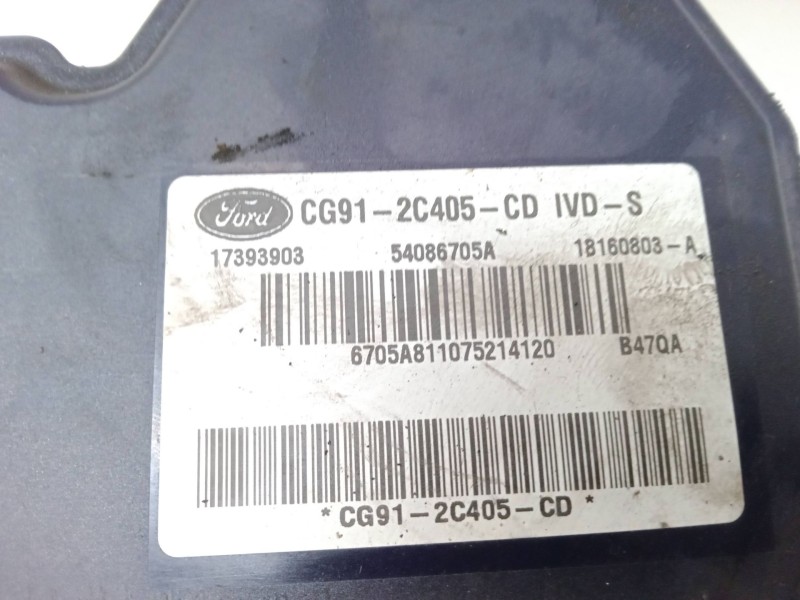 Ford CG91-2C405-CD IVD-S
17393903 54086705A 18160803-A
6705A811075214120 B47QA
* CG91-2C405-CD *